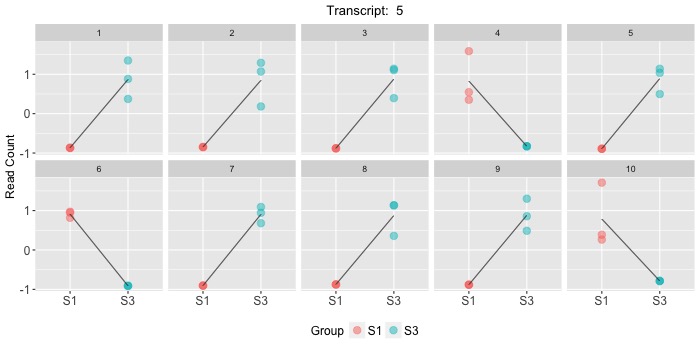 Transcript: 5
1 2 3 4 5
Read Count
1
0
-1
6 7 8 9 10
1
0
-1
S1 S3 S1 S3 S1 S3 S1 S3 S1 S3
Group S1 S3